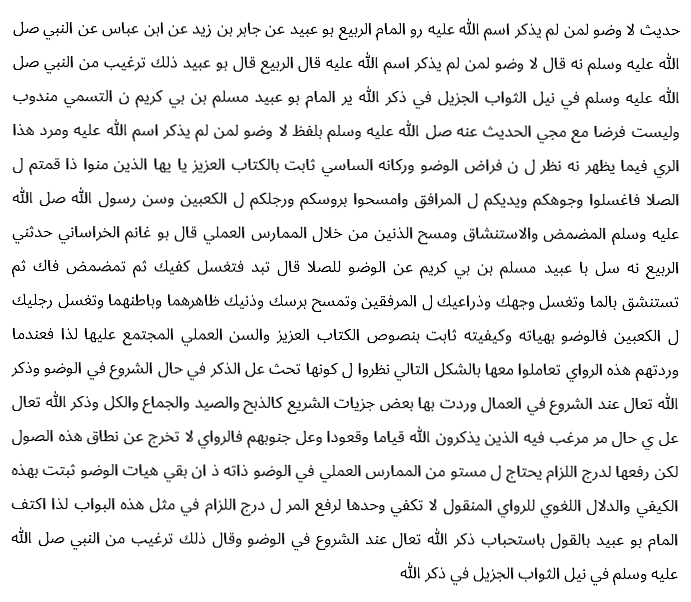 حديث لا وضو لمن لم يذكر اسم الله عليه رو المام الربيع بو عبيد عن جابر بن زيد عن ابن عباس عن النبي صل
الله عليه وسلم نه قال لا وضو لمن لم يذكر اسم الله عليه قال الربيع قال بو عبيد ذلك ترغيب من النبي صل
الله عليه وسلم في نيل الثواب الجزيل في ذكر الله ير المام بو عبيد مسلم بن بي كريم ن التسمي مندوب
وليست فرضا مع مجي الحديث عنه صل الله عليه وسلم بلفظ لا وضو لمن لم يذكر اسم الله عليه ومرد هذا
الري فيما يظهر نه نظر ل ن فراض الوضو وركانه الساسي ثابت بالكتاب العزيز يا يها الذين منوا ذا قمتم ل
الصلا فاغسلوا وجوهكم ويديكم ل المرافق وامسحوا بروسكم ورجلكم ل الكعبين وسن رسول الله صل الله
عليه وسلم المضمض والاستنشاق ومسح الذنين من خلال الممارس العملي قال بو غانم الخراساني حدثني
الربيع نه سل با عبيد مسلم بن بي كريم عن الوضو للصلا قال تبد فتغسل كفيك ثم تمضمض فاك ثم
تستنشق بالما وتغسل وجهك وذراعيك ل المرفقين وتمسح برسك وذنيك ظاهرهما وباطنهما وتغسل رجليك
ل الكعبين فالوضو بهياته وكيفيته ثابت بنصوص الكتاب العزيز والسن العملي المجتمع عليها لذا فعندما
وردتهم هذه الرواي تعاملوا معها بالشكل التالي نظروا ل كونها تحث عل الذكر في حال الشروع في الوضو وذكر
الله تعال عند الشروع في العمال وردت بها بعض جزيات الشريع كالذبح والصيد والجماع والكل وذكر الله تعال
عل ي حال مر مرغب فيه الذين يذكرون الله قياما وقعودا وعل جنوبهم فالرواي لا تخرج عن نطاق هذه الصول
لكن رفعها لدرج اللزام يحتاج ل مستو من الممارس العملي في الوضو ذاته ذ ان بقي هيات الوضو ثبتت بهذه
الكيفي والدلال اللغوي للرواي المنقول لا تكفي وحدها لرفع المر ل درج اللزام في مثل هذه البواب لذا اكتف
المام بو عبيد بالقول باستحباب ذكر الله تعال عند الشروع في الوضو وقال ذلك ترغيب من النبي صل الله
عليه وسلم في نيل الثواب الجزيل في ذكر الله